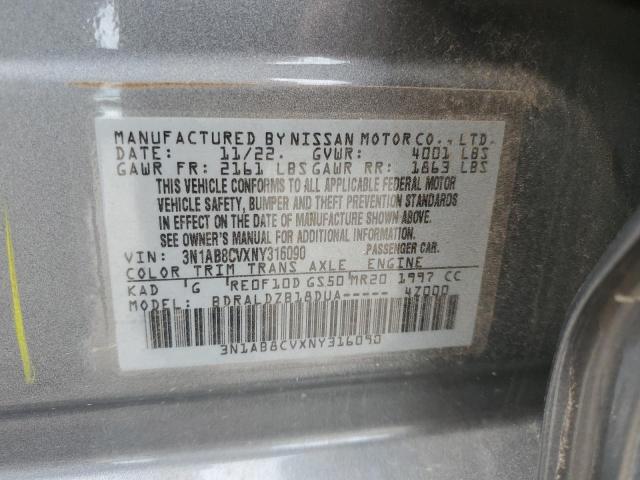 MANUFACTURED BY NISSAN MOTOR CO., LTD.
DATE: 11/22. GVWR: 4001 LBS
GAWR FR: 2161 LBS GAWR RR: 1863 LBS
THIS VEHICLE CONFORMS TO ALL APPLICABLE FEDERAL MOTOR
VEHICLE SAFETY, BUMPER AND THEFT PREVENTION STANDARDS
IN EFFECT ON THE DATE OF MANUFACTURE SHOWN ABOVE.
SEE OWNER'S MANUAL FOR ADDITIONAL INFORMATION.
VIN: 3N1AB8CVXNY316090 .PASSENGER CAR.
COLOR TRIM TRANS AXLE ENGINE
KAD G RE0F10D GS50 MR20 1997 CC
MODEL: BDRALDZB18DUA----- 47000
3N1AB8CVXNY316090